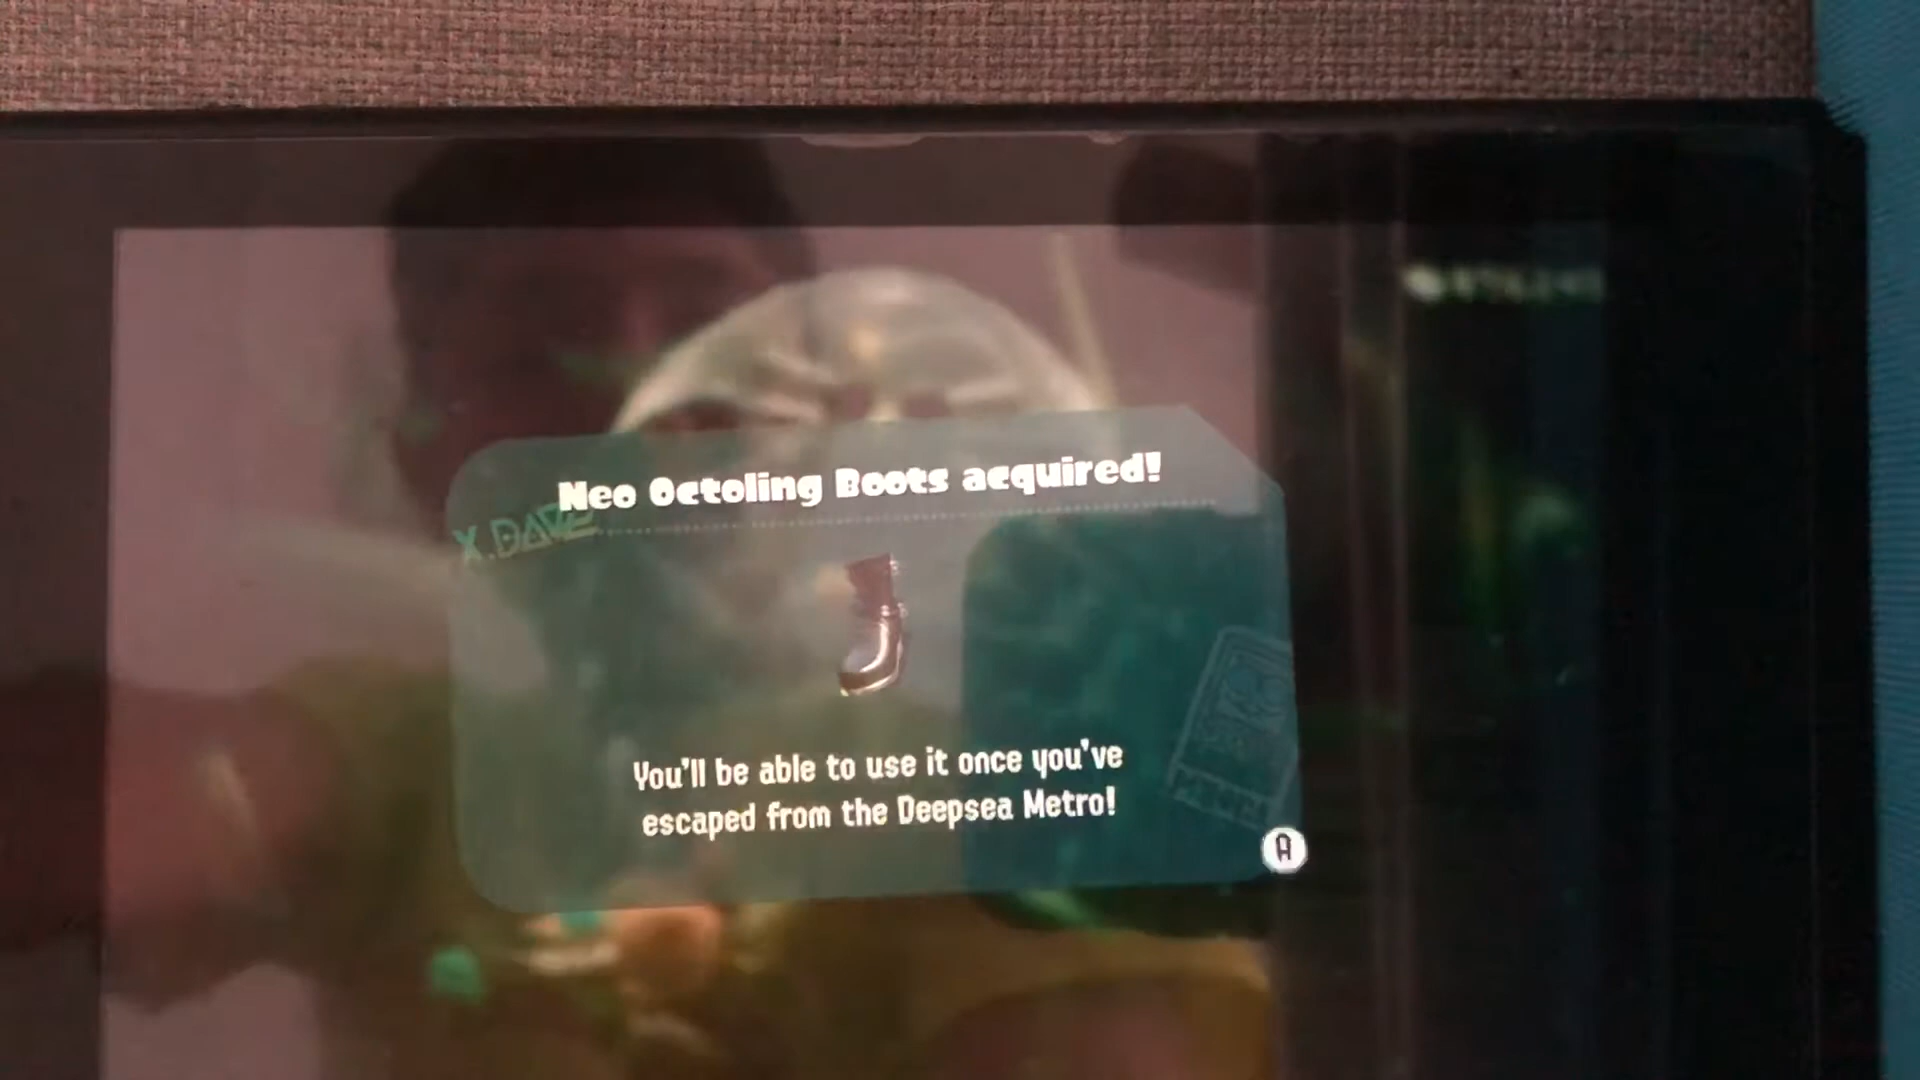 Neo Octoling Boots acquired!
X.DAVE
You'll be able to use it once you've
escaped from the Deepsea Metro!
A